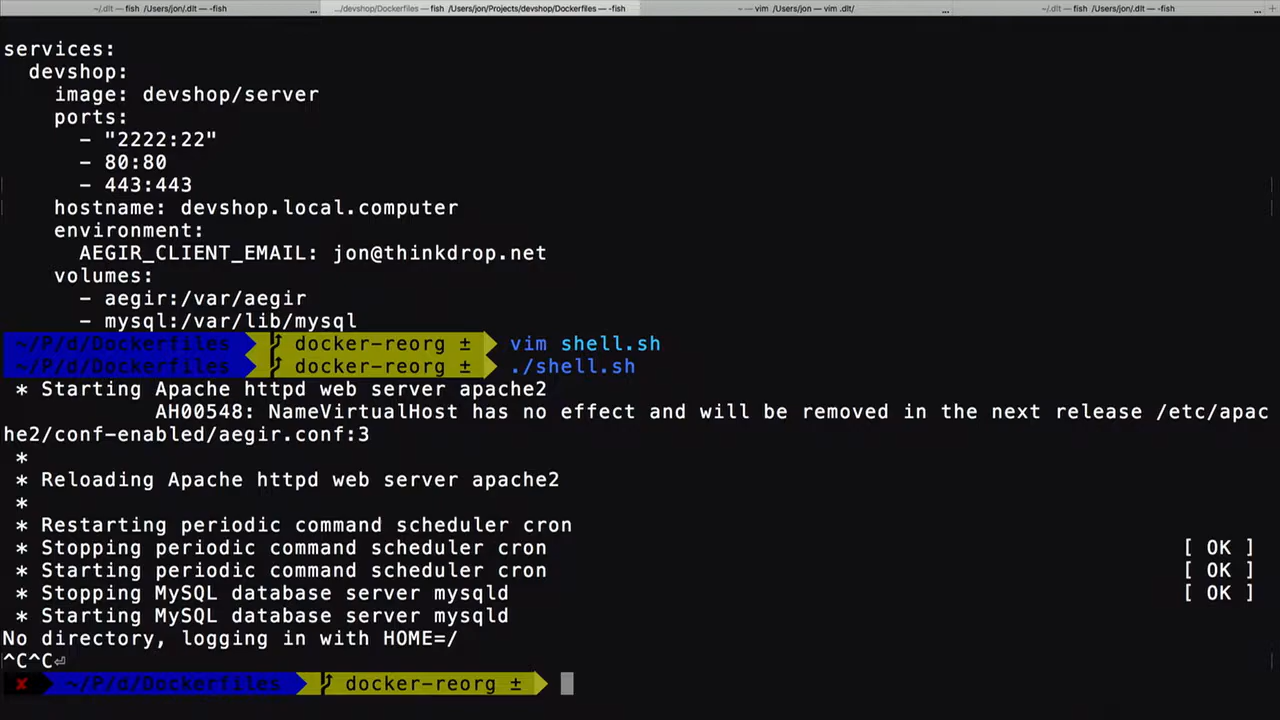 ~/.dlt — fish /Users/jon/.dlt — -fish ... .../devshop/Dockerfiles — fish /Users/jon/Projects/devshop/Dockerfiles — -fish ~ — vim /Users/jon — vim .dlt/ ... ~/.dlt — fish /Users/jon/.dlt — -fish ... +
services:
devshop:
image: devshop/server
ports:
- "2222:22"
- 80:80
- 443:443
hostname: devshop.local.computer
environment:
AEGIR_CLIENT_EMAIL: jon@thinkdrop.net
volumes:
- aegir:/var/aegir
- mysql:/var/lib/mysql
~/P/d/Dockerfiles docker-reorg ± vim shell.sh
~/P/d/Dockerfiles docker-reorg ± ./shell.sh
* Starting Apache httpd web server apache2
AH00548: NameVirtualHost has no effect and will be removed in the next release /etc/apac
he2/conf-enabled/aegir.conf:3
*
* Reloading Apache httpd web server apache2
*
* Restarting periodic command scheduler cron
* Stopping periodic command scheduler cron [ OK ]
* Starting periodic command scheduler cron [ OK ]
* Stopping MySQL database server mysqld [ OK ]
* Starting MySQL database server mysqld
No directory, logging in with HOME=/
^C^C⏎
✘ ~/P/d/Dockerfiles docker-reorg ±